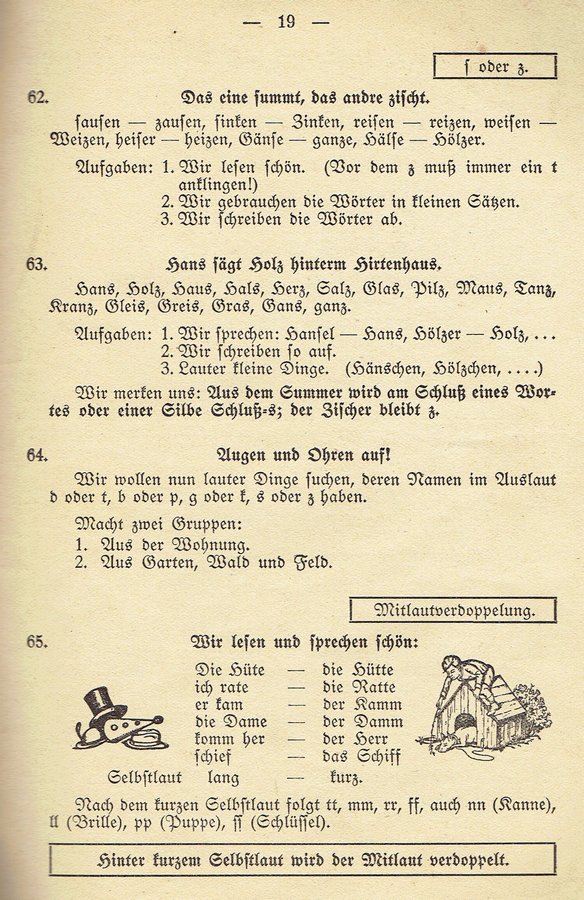 — 19 —
ſ oder z.
62. Das eine ſummt, das andre ziſcht.
ſauſen — zauſen, ſinken — Zinken, reiſen — reizen, weiſen —
Weizen, heiſer — heizen, Gänſe — ganze, Hälſe — Hölzer.
Aufgaben: 1. Wir leſen ſchön. (Vor dem z muß immer ein t
anklingen!)
2. Wir gebrauchen die Wörter in kleinen Sätzen.
3. Wir ſchreiben die Wörter ab.
63. Hans ſägt Holz hinterm Hirtenhaus.
Hans, Holz, Haus, Hals, Herz, Salz, Glas, Pilz, Maus, Tanz,
Kranz, Gleis, Greis, Gras, Gans, ganz.
Aufgaben: 1. Wir ſprechen: Hanſel — Hans, Hölzer — Holz, ...
2. Wir ſchreiben ſo auf.
3. Lauter kleine Dinge. (Hänschen, Hölzchen, ....)
Wir merken uns: Aus dem Summer wird am Schluß eines Wor-
tes oder einer Silbe Schluß-s; der Ziſcher bleibt z.
64. Augen und Ohren auf!
Wir wollen nun lauter Dinge ſuchen, deren Namen im Auslaut
d oder t, b oder p, g oder k, s oder z haben.
Macht zwei Gruppen:
1. Aus der Wohnung.
2. Aus Garten, Wald und Feld.
Mitlautverdoppelung.
65. Wir leſen und ſprechen ſchön:
Die Hüte — die Hütte
ich rate — die Ratte
er kam — der Kamm
die Dame — der Damm
komm her — der Herr
ſchief — das Schiff
Selbſtlaut lang — kurz.
Nach dem kurzen Selbſtlaut folgt tt, mm, rr, ff, auch nn (Kanne),
ll (Brille), pp (Puppe), ſſ (Schlüſſel).
Hinter kurzem Selbſtlaut wird der Mitlaut verdoppelt.